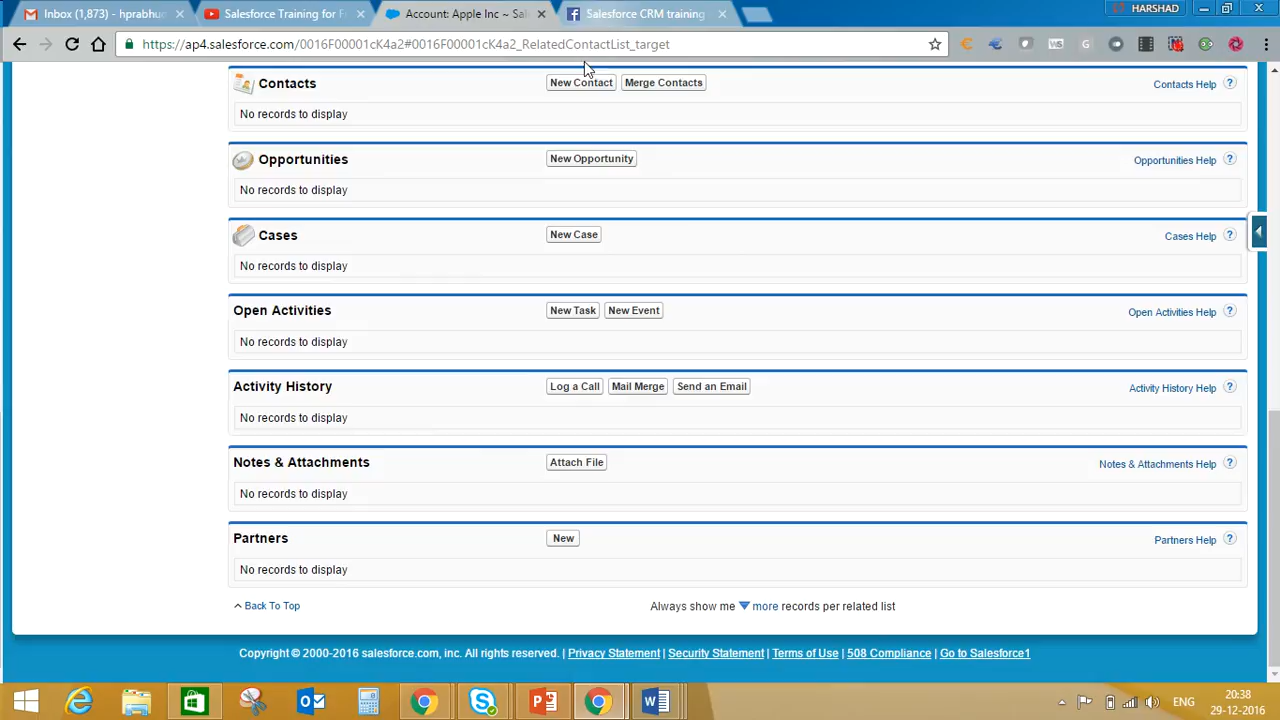 Inbox (1,873) - hprabhu
Salesforce Training for F
Account: Apple Inc ~ Sal
Salesforce CRM training
HARSHAD
https://ap4.salesforce.com/0016F00001cK4a2#0016F00001cK4a2_RelatedContactList_target
Contacts
New Contact
Merge Contacts
Contacts Help
No records to display
Opportunities
New Opportunity
Opportunities Help
No records to display
Cases
New Case
Cases Help
No records to display
Open Activities
New Task
New Event
Open Activities Help
No records to display
Activity History
Log a Call
Mail Merge
Send an Email
Activity History Help
No records to display
Notes & Attachments
Attach File
Notes & Attachments Help
No records to display
Partners
New
Partners Help
No records to display
Back To Top
Always show me more records per related list
Copyright © 2000-2016 salesforce.com, inc. All rights reserved. | Privacy Statement | Security Statement | Terms of Use | 508 Compliance | Go to Salesforce1
ENG
20:38
29-12-2016